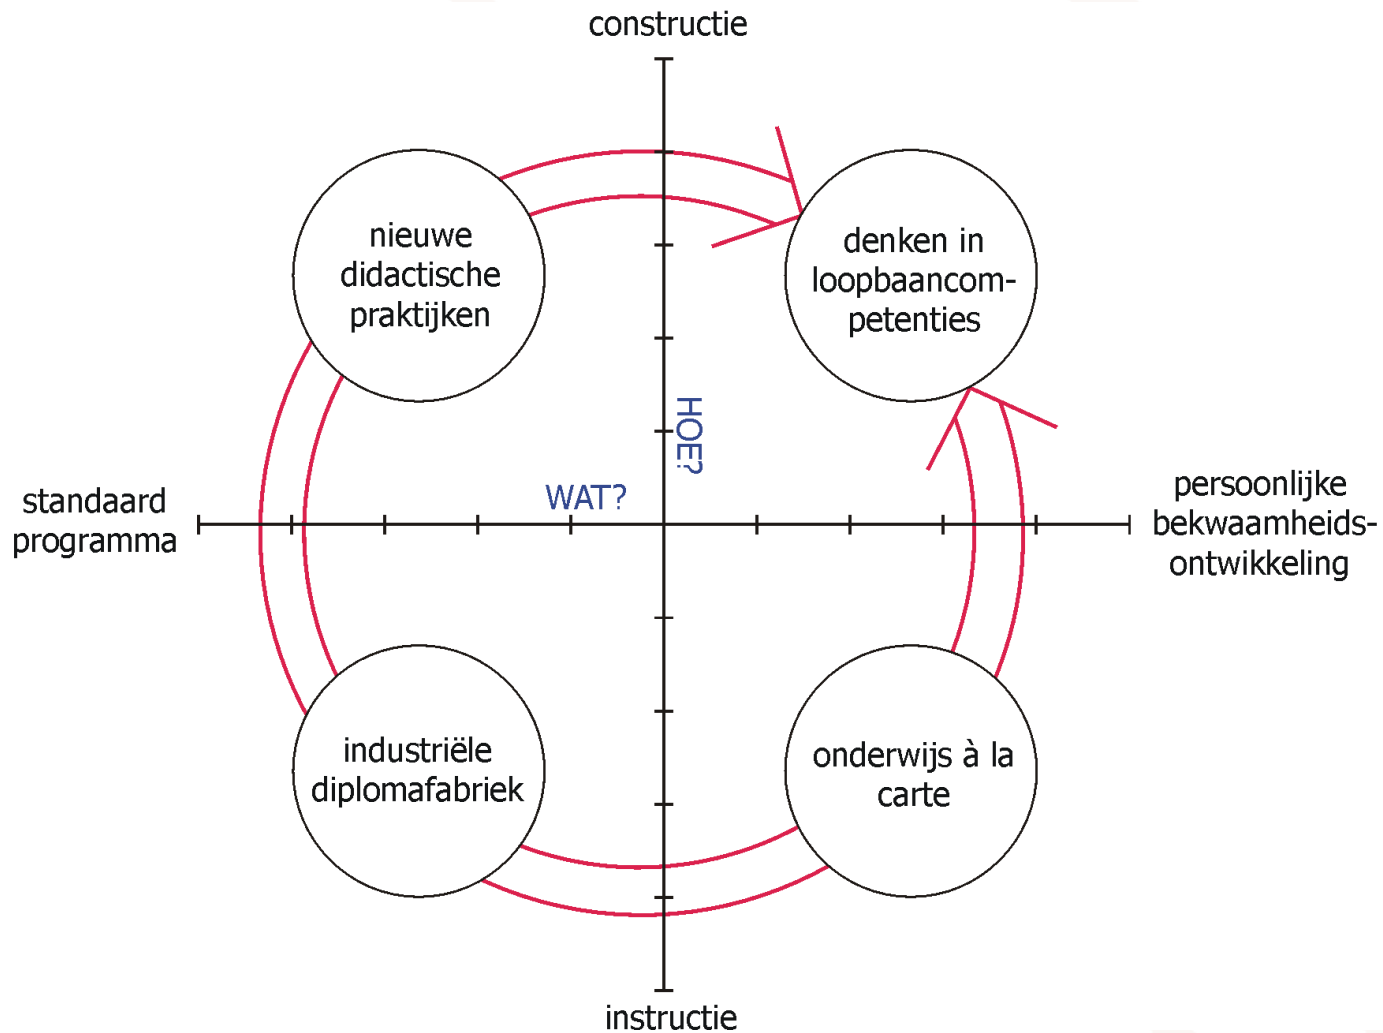 constructie
nieuwe
didactische
praktijken
denken in
loopbaancom-
petenties
HOE?
WAT?
standaard
programma
persoonlijke
bekwaamheids-
ontwikkeling
industriële
diplomafabriek
onderwijs à la
carte
instructie